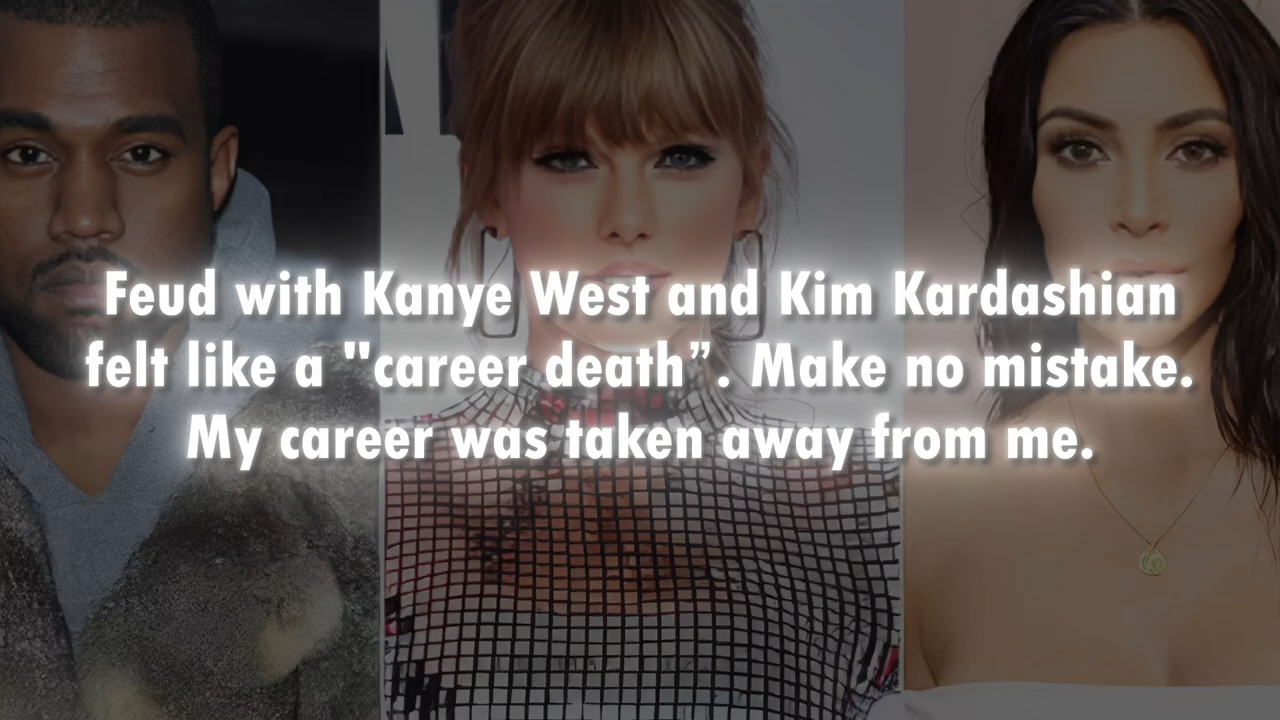 Feud with Kanye West and Kim Kardashian
felt like a "career death”. Make no mistake.
My career was taken away from me.